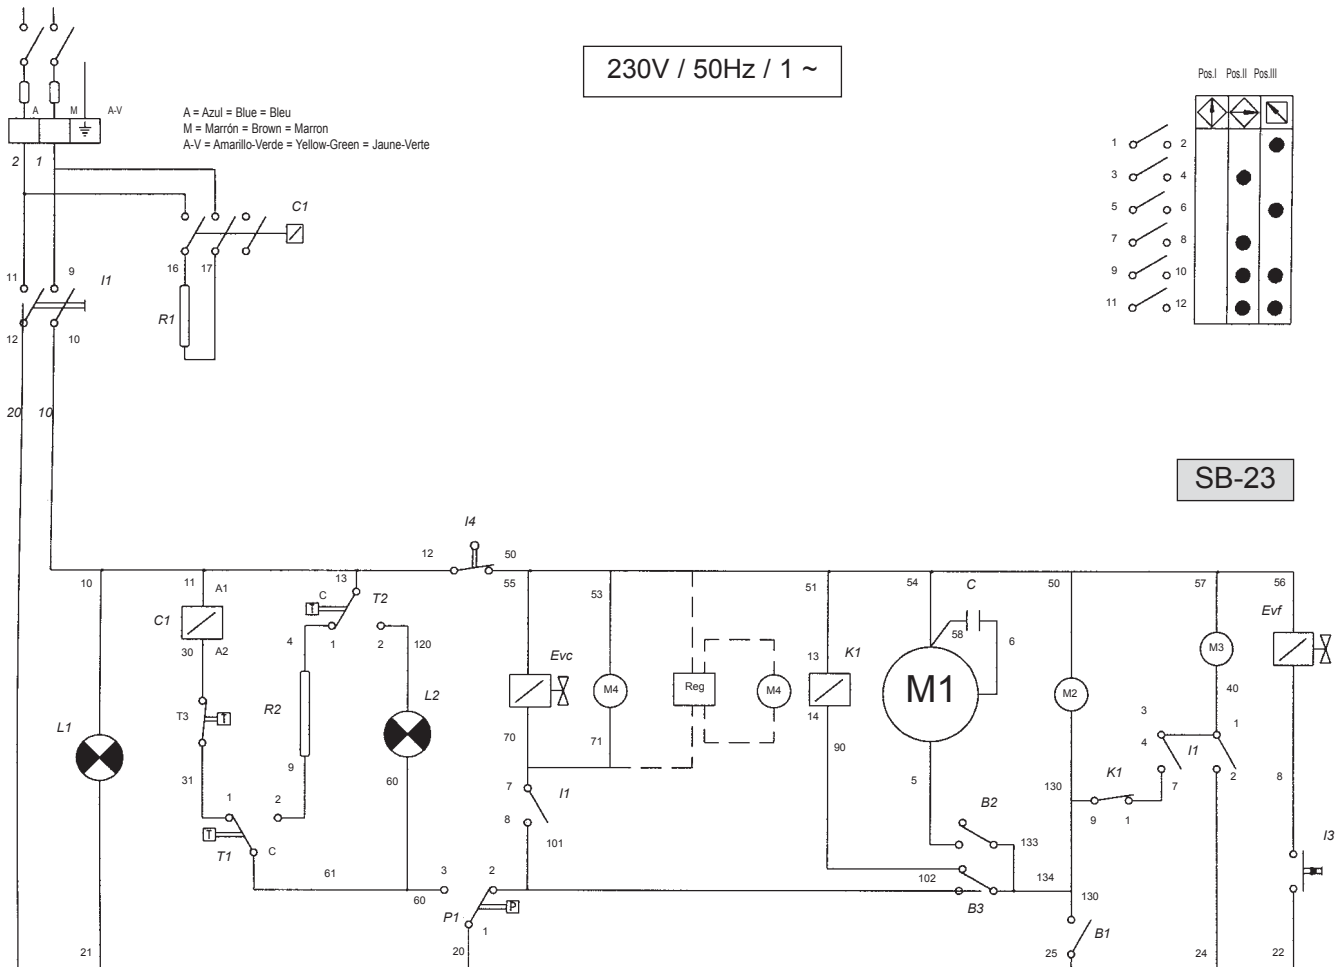 230V / 50Hz / 1 ~
Pos.I Pos.II Pos.III
A M A-V
A = Azul = Blue = Bleu
M = Marrón = Brown = Marron
A-V = Amarillo-Verde = Yellow-Green = Jaune-Verte
2 1
1 2
3 4
5 6
7 8
9 10
11 12
C1
16 17
11 9 I1
R1
12 10
20 10
SB-23
I4
12 50
10 11 A1 13 55 53 51 54 C 50 57 56
C T T2
C1 Evf
4 1 2 120 58 6
30 A2 Evc 13 K1 M3
M4 Reg M4 M1 M2 40
T3 T R2 L2 14
L1 70 71 90 3 1
4 I1
31 9 60 5 130 K1 7 2 8
1 2 7 I1 9 1
T 8 B2 I3
T1 C 101 133
61 3 2 102 134
60 P B3 130
P1 1 B1
21 20 25 24 22